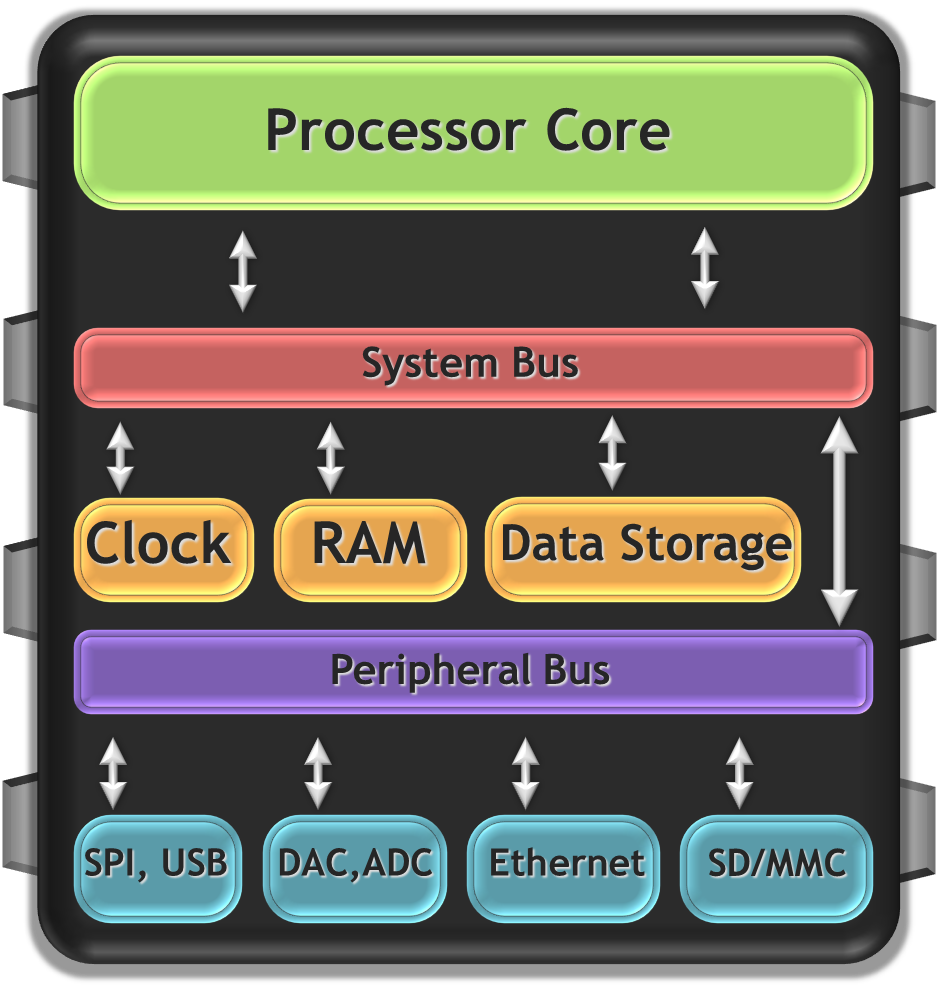 Processor Core
System Bus
Clock
RAM
Data Storage
Peripheral Bus
SPI, USB
DAC,ADC
Ethernet
SD/MMC